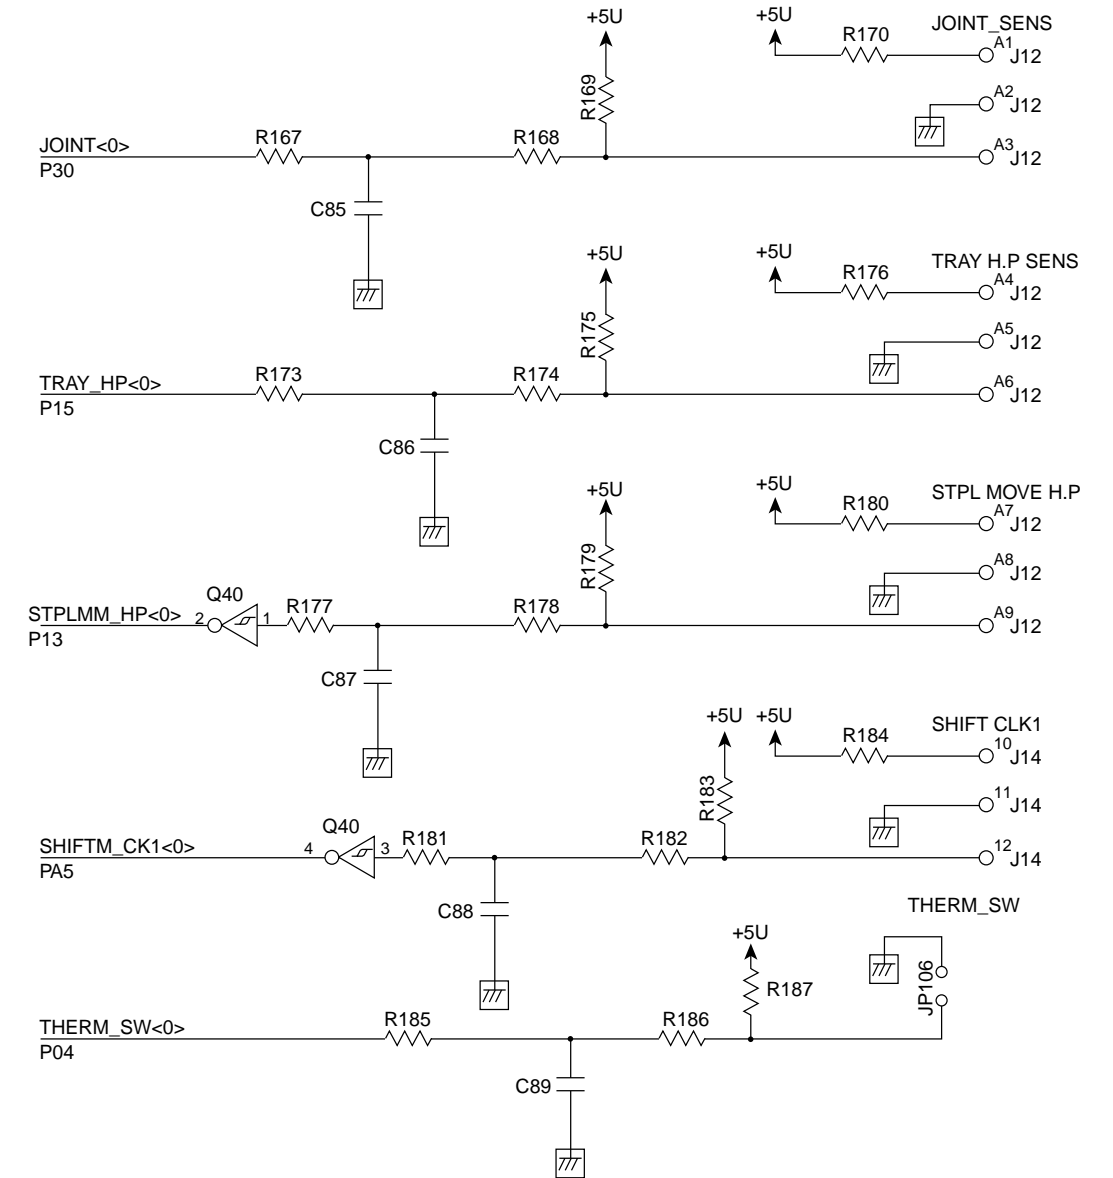 +5U
+5U
JOINT_SENS
R170
A1
J12
R169
A2
J12
JOINT<0>
P30
R167
R168
A3
J12
C85
+5U
+5U
TRAY H.P SENS
R176
A4
J12
R175
A5
J12
TRAY_HP<0>
P15
R173
R174
A6
J12
C86
+5U
+5U
STPL MOVE H.P
R180
A7
J12
R179
A8
J12
STPLMM_HP<0>
P13
2
Q40
1
R177
R178
A9
J12
C87
+5U
+5U
SHIFT CLK1
R184
10
J14
R183
11
J14
SHIFTM_CK1<0>
PA5
4
Q40
3
R181
R182
12
J14
C88
THERM_SW
+5U
R187
JP106
THERM_SW<0>
P04
R185
R186
C89